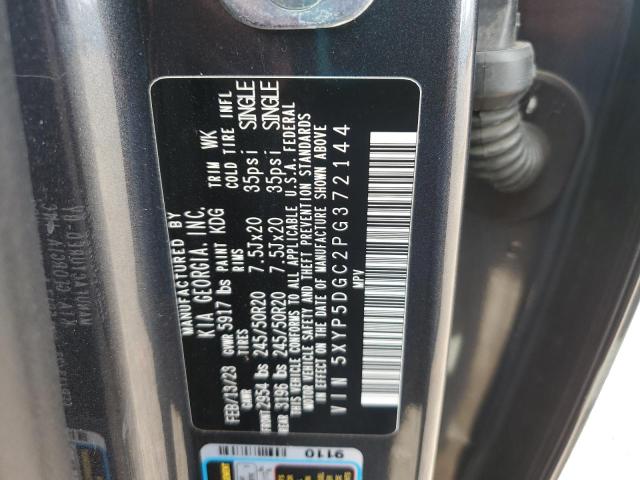 MANUFACTURED BY
KIA GEORGIA, INC.
FEB/13/23 GVWR 5917 lbs PAINT KDG TRIM WK
GAWR TIRES RIMS COLD TIRE INFL
FRONT 2954 lbs 245/50R20 7.5Jx20 35psi SINGLE
REAR 3196 lbs 245/50R20 7.5Jx20 35psi SINGLE
THIS VEHICLE CONFORMS TO ALL APPLICABLE U.S.A. FEDERAL
MOTOR VEHICLE SAFETY AND THEFT PREVENTION STANDARDS
IN EFFECT ON THE DATE OF MANUFACTURE SHOWN ABOVE.
VIN 5XYP5DGC2PG372144
MPV
9110